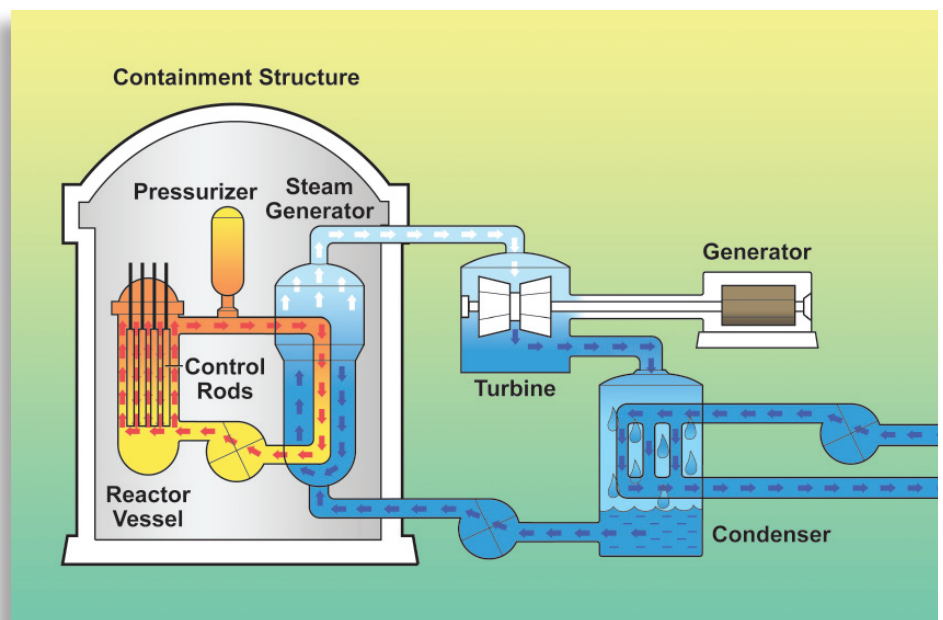 Containment Structure
Pressurizer
Steam
Generator
Generator
Control
Rods
Turbine
Reactor
Vessel
Condenser